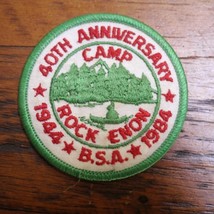 ★ 40TH ANNIVERSARY ★
1944 ★ B.S.A. ★ 1984
CAMP
ROCK ENON